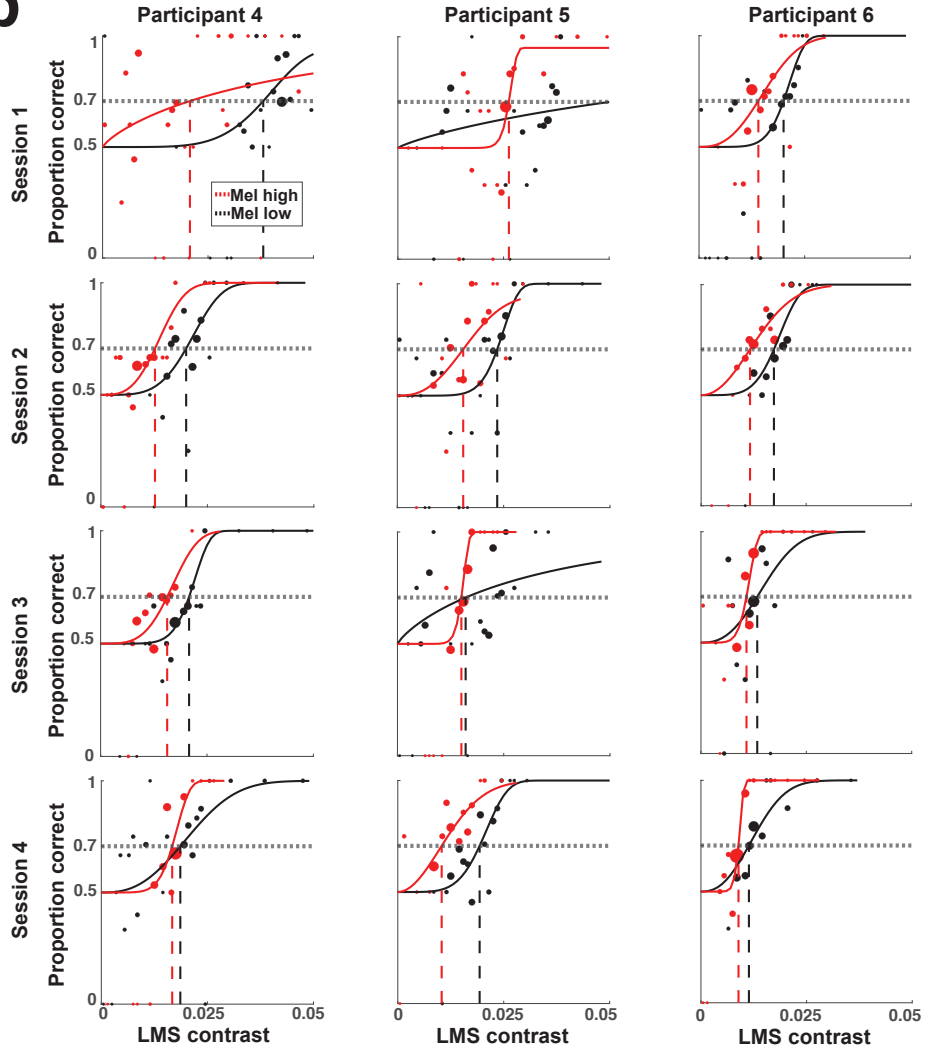 b
Participant 4 Participant 5 Participant 6
Session 1
Proportion correct
1
0.7
0.5
0
Mel high
Mel low
Session 2
Proportion correct
1
0.7
0.5
0
Session 3
Proportion correct
1
0.7
0.5
0
Session 4
Proportion correct
1
0.7
0.5
0
0 0.025 0.05 0 0.025 0.05 0 0.025 0.05
LMS contrast LMS contrast LMS contrast